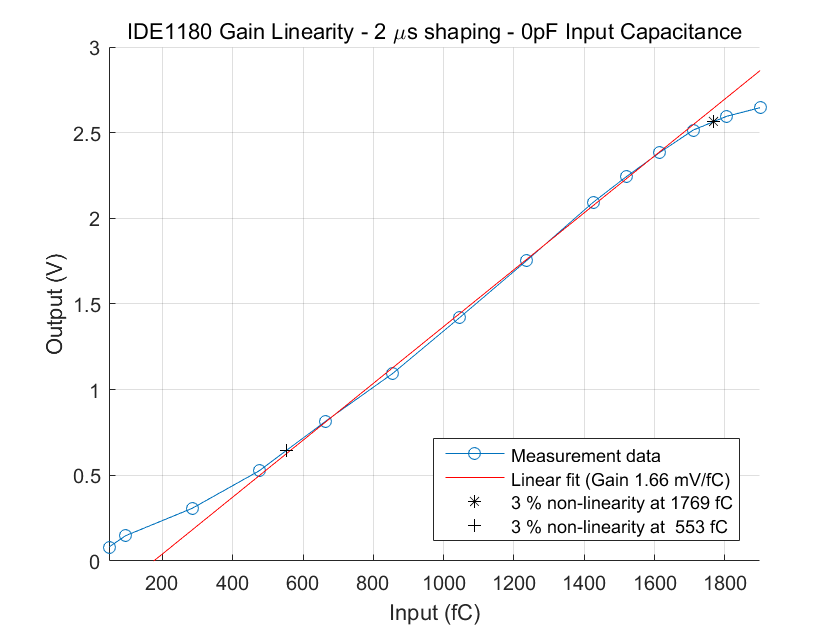 IDE1180 Gain Linearity - 2 μs shaping - 0pF Input Capacitance
3
2.5
2
1.5
1
0.5
0
Output (V)
200 400 600 800 1000 1200 1400 1600 1800
Input (fC)
Measurement data
Linear fit (Gain 1.66 mV/fC)
3 % non-linearity at 1769 fC
3 % non-linearity at  553 fC